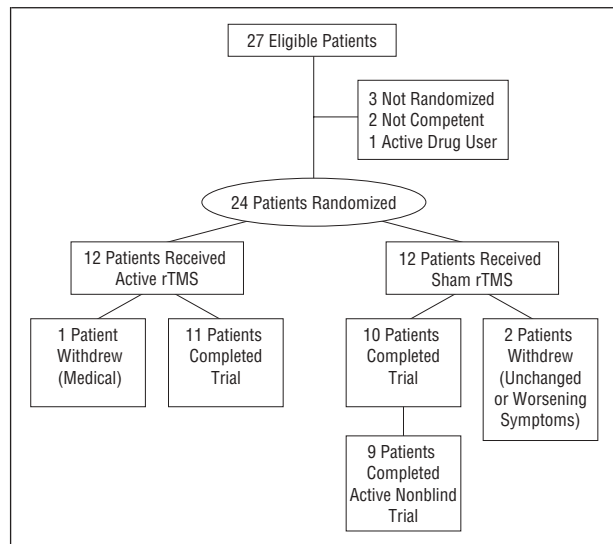 27 Eligible Patients
3 Not Randomized
2 Not Competent
1 Active Drug User
24 Patients Randomized
12 Patients Received
Active rTMS
12 Patients Received
Sham rTMS
1 Patient
Withdrew
(Medical)
11 Patients
Completed
Trial
10 Patients
Completed
Trial
2 Patients
Withdrew
(Unchanged
or Worsening
Symptoms)
9 Patients
Completed
Active Nonblind
Trial